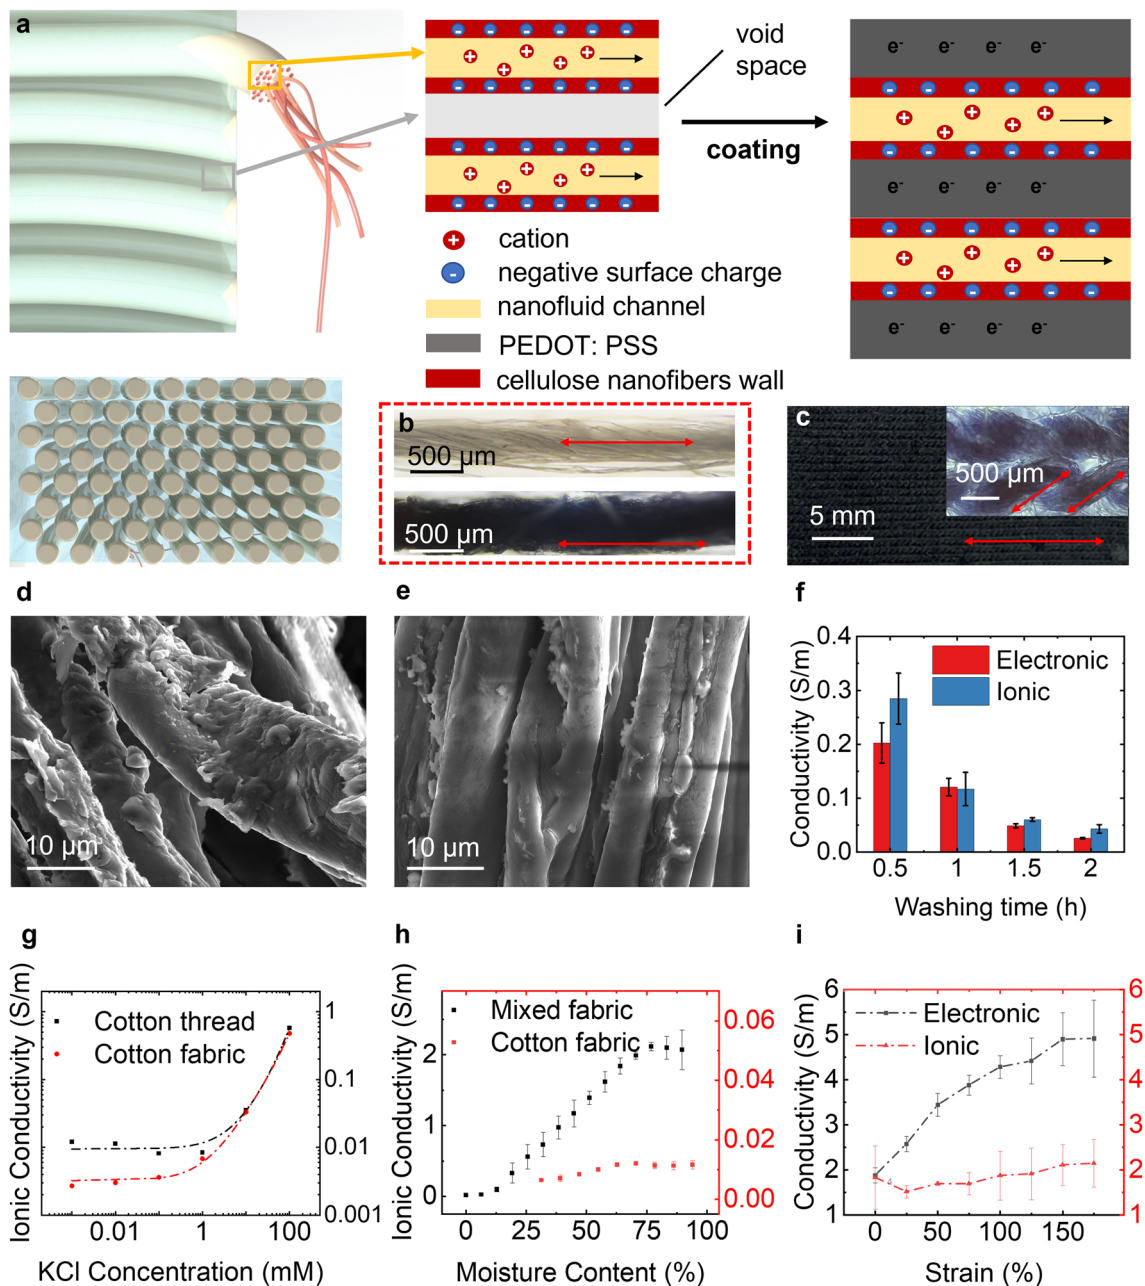 a
void
space
coating
e- e- e- e-
e- e- e- e-
e- e- e- e-
cation
negative surface charge
nanofluid channel
PEDOT: PSS
cellulose nanofibers wall
b
500 µm
500 µm
c
500 µm
5 mm
d
10 µm
e
10 µm
f
Conductivity (S/m)
0.4
0.3
0.2
0.1
0.0
Electronic
Ionic
0.5 1 1.5 2
Washing time (h)
g
Ionic Conductivity (S/m)
Cotton thread
Cotton fabric
1
0.1
0.01
0.001
0.01 1 100
KCl Concentration (mM)
h
Ionic Conductivity (S/m)
Mixed fabric
Cotton fabric
2
1
0
0.06
0.04
0.02
0.00
0 25 50 75 100
Moisture Content (%)
i
Conductivity (S/m)
Electronic
Ionic
6
5
4
3
2
1
6
5
4
3
2
1
0 50 100 150
Strain (%)